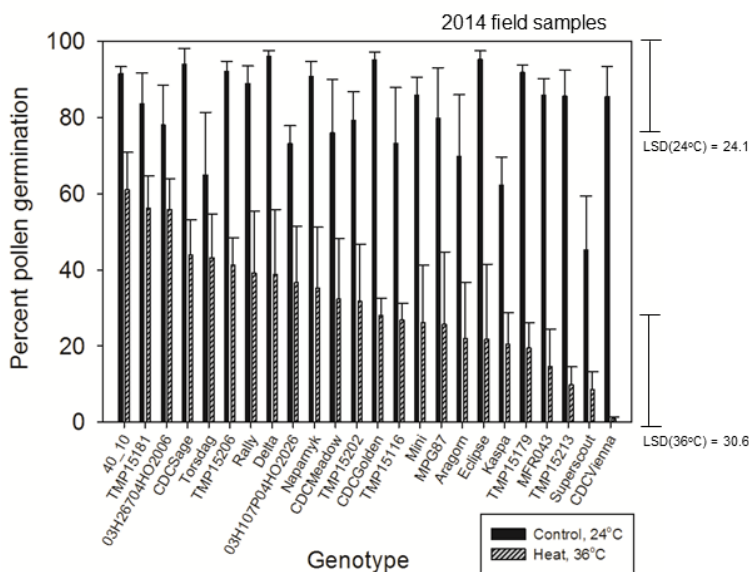 2014 field samples
100
80
60
40
20
0
Percent pollen germination
LSD(24°C) = 24.1
LSD(36°C) = 30.6
40_10
TMP15181
03H26704HO2006
CDCSage
Torsdag
TMP15206
Rally
Delta
03H107P04HO2026
Naparnyk
CDCMeadow
TMP15202
CDCGolden
TMP15116
Mini
MPG87
Aragorn
Eclipse
Kaspa
TMP15179
MFR043
TMP15213
Superscout
CDCVienna
Genotype
Control, 24°C
Heat, 36°C